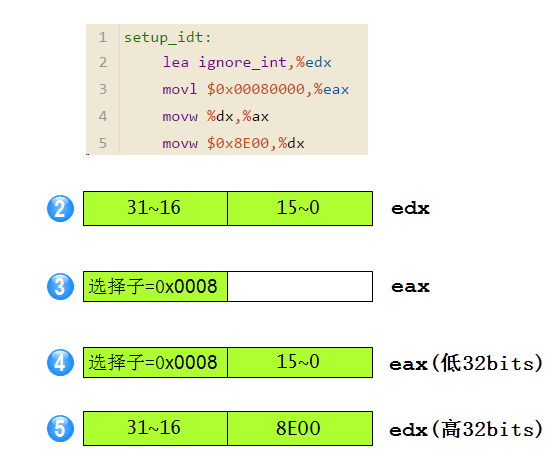 1 setup_idt:
2 lea ignore_int,%edx
3 movl $0x00080000,%eax
4 movw %dx,%ax
5 movw $0x8E00,%dx
2 31~16 15~0 edx
3 选择子=0x0008 eax
4 选择子=0x0008 15~0 eax(低32bits)
5 31~16 8E00 edx(高32bits)